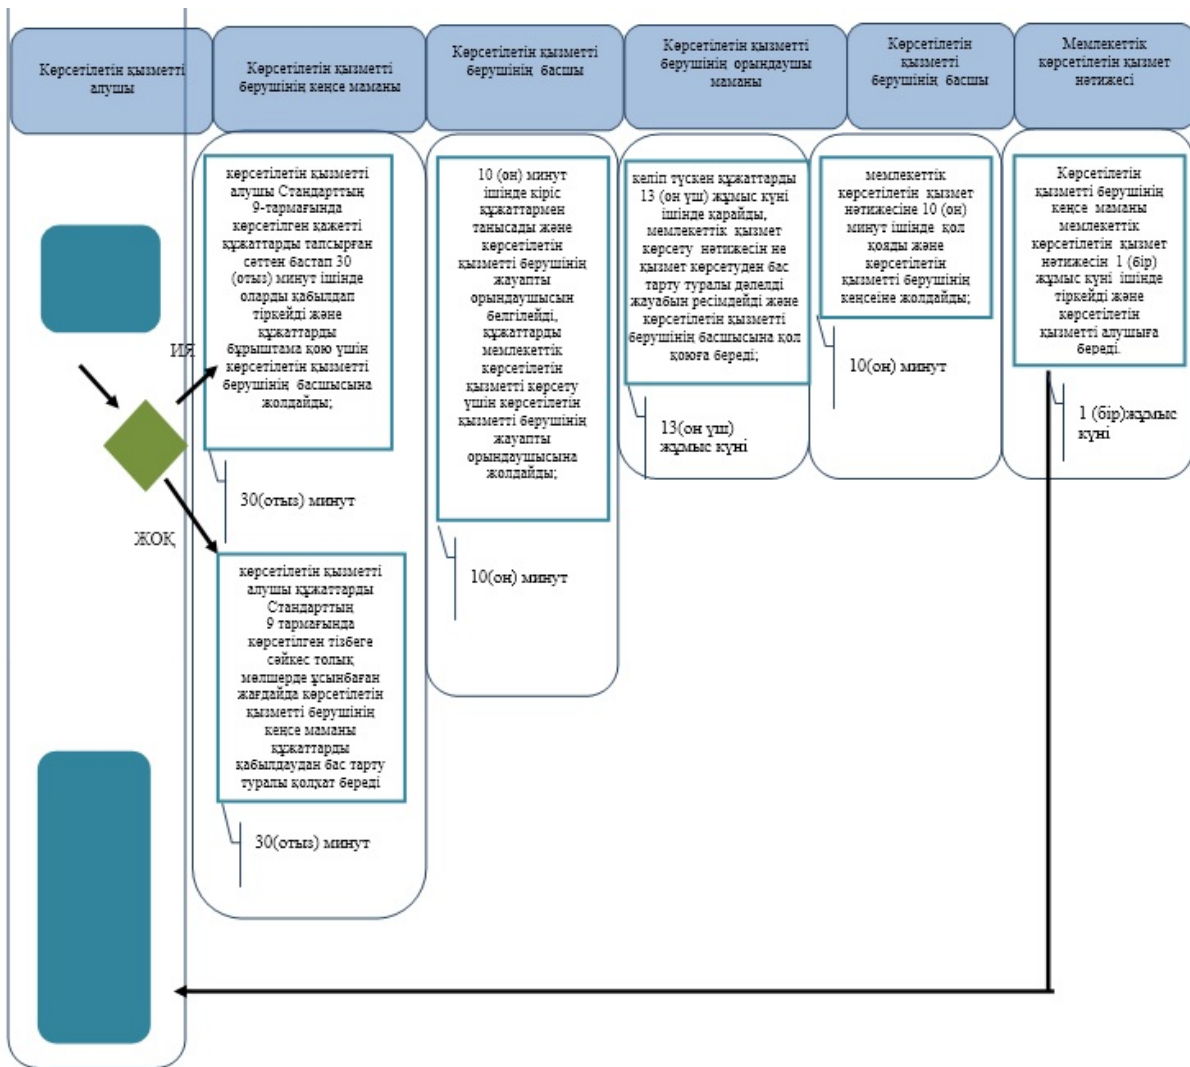 Көрсетілетін қызметті
алушы
Көрсетілетін қызметті
берушінің кеңсе маманы
Көрсетілетін қызметті
берушінің басшы
Көрсетілетін қызметті
берушінің орындаушы
маманы
Көрсетілетін
қызметті
берушінің басшы
Мемлекеттік
көрсетілетін қызмет
нәтижесі
көрсетілетін қызметті
алушы Стандарттың
9-тармағында
көрсетілген қажетті
құжаттарды тапсырған
сәттен бастап 30
(отыз) минут ішінде
оларды қабылдап
тіркейді және
құжаттарды
бұрыштама қою үшін
көрсетілетін қызметті
берушінің басшысына
жолдайды;
30(отыз) минут
10 (он) минут
ішінде кіріс
құжаттармен
танысады және
көрсетілетін
қызметті берушінің
жауапты
орындаушысын
белгілейді,
құжаттарды
мемлекеттік
көрсетілетін
қызметті көрсету
үшін көрсетілетін
қызметті берушінің
жауапты
орындаушысына
жолдайды;
10(он) минут
келіп түскен құжаттарды
13 (он үш) жұмыс күні
ішінде қарайды,
мемлекеттік қызмет
көрсету нәтижесін не
қызмет көрсетуден бас
тарту туралы дәлелді
жауабын ресімдейді және
көрсетілетін қызметті
берушінің басшысына қол
қоюға береді;
13(он үш)
жұмыс күні
мемлекеттік
көрсетілетін қызмет
нәтижесіне 10 (он)
минут ішінде қол
қояды және
көрсетілетін
қызметті берушінің
кеңсеіне жолдайды;
10(он) минут
Көрсетілетін
қызметті берушінің
кеңсе маманы
мемлекеттік
көрсетілетін қызмет
нәтижесін 1 (бір)
жұмыс күні ішінде
тіркейді және
көрсетілетін
қызметті алушыға
береді.
1 (бір)жұмыс
күні
ИЯ
ЖОҚ
көрсетілетін қызметті
алушы құжаттарды
Стандарттың
9 тармағында
көрсетілген тізбеге
сәйкес толық
мөлшерде ұсынбаған
жағдайда көрсетілетін
қызметті берушінің
кеңсе маманы
құжаттарды
қабылдаудан бас тарту
туралы қолхат береді
30(отыз) минут